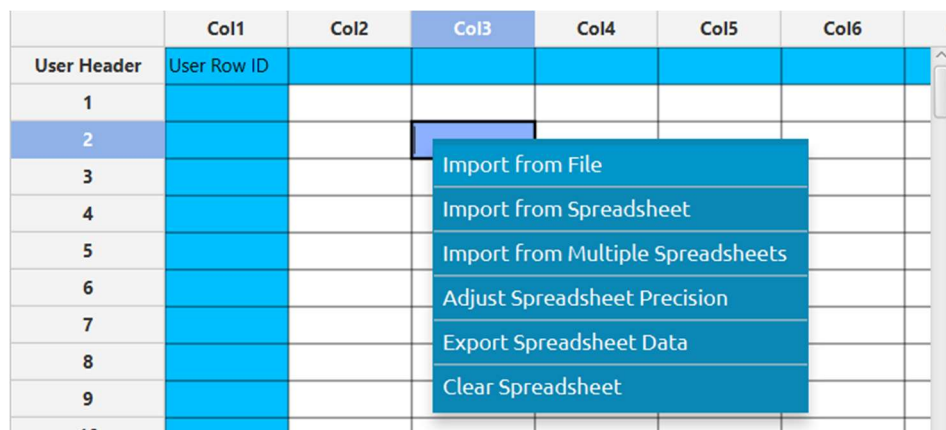 Col1 Col2 Col3 Col4 Col5 Col6
User Header User Row ID
1
2
3
4
5
6
7
8
9
Import from File
Import from Spreadsheet
Import from Multiple Spreadsheets
Adjust Spreadsheet Precision
Export Spreadsheet Data
Clear Spreadsheet